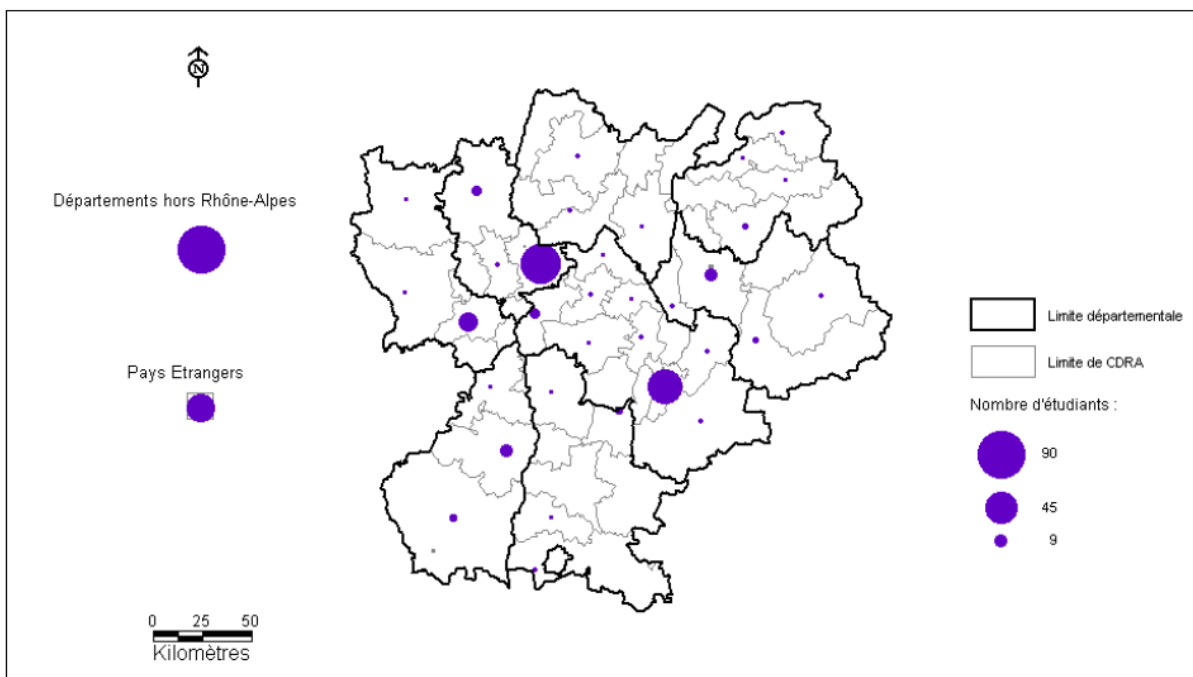 N
Départements hors Rhône-Alpes
Pays Etrangers
Limite départementale
Limite de CDRA
Nombre d'étudiants :
90
45
9
0 25 50
Kilomètres